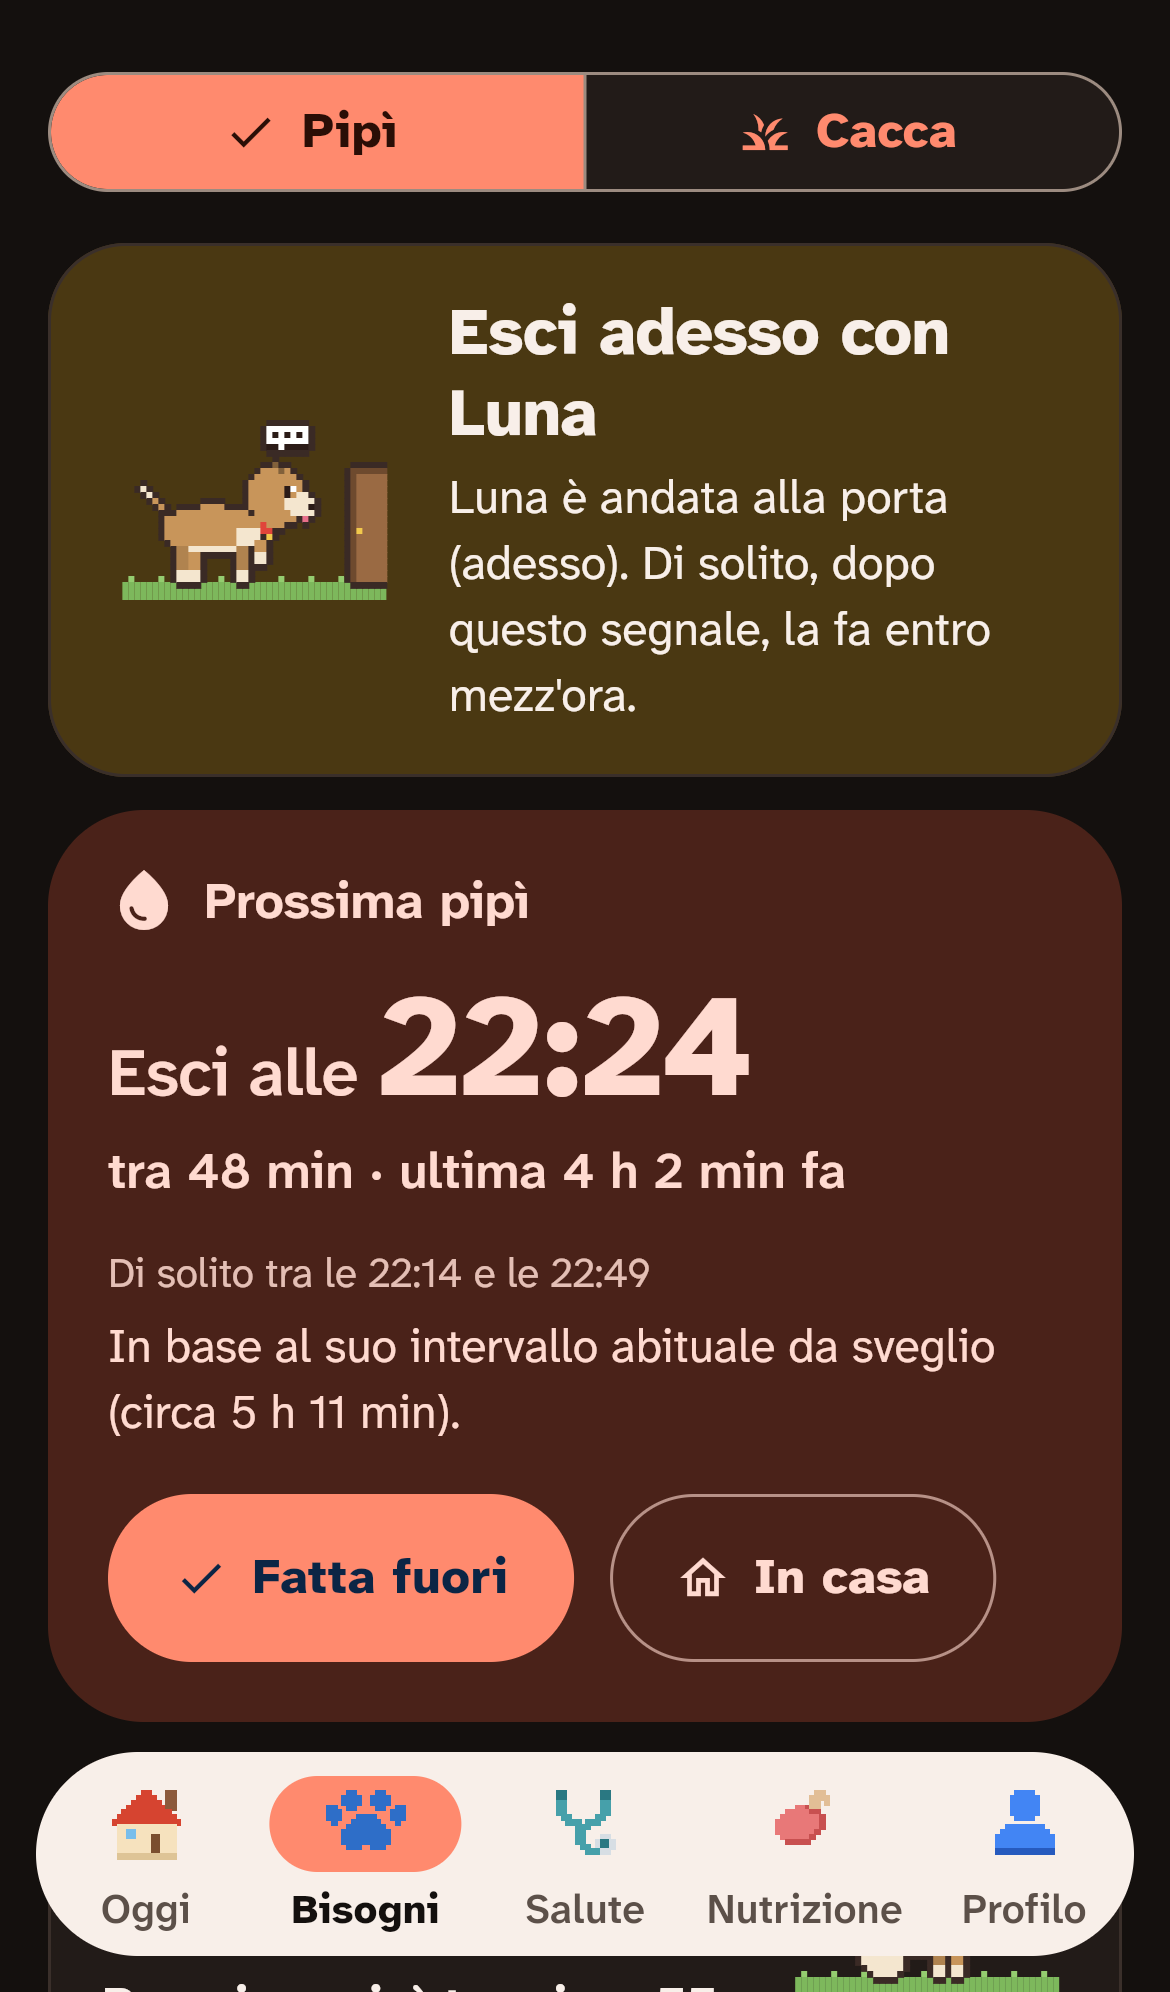 Pipì
Cacca
Esci adesso con
Luna
Luna è andata alla porta
(adesso). Di solito, dopo
questo segnale, la fa entro
mezz'ora.
Prossima pipì
Esci alle 22:24
tra 48 min · ultima 4 h 2 min fa
Di solito tra le 22:14 e le 22:49
In base al suo intervallo abituale da sveglio
(circa 5 h 11 min).
Fatta fuori
In casa
Oggi
Bisogni
Salute
Nutrizione
Profilo